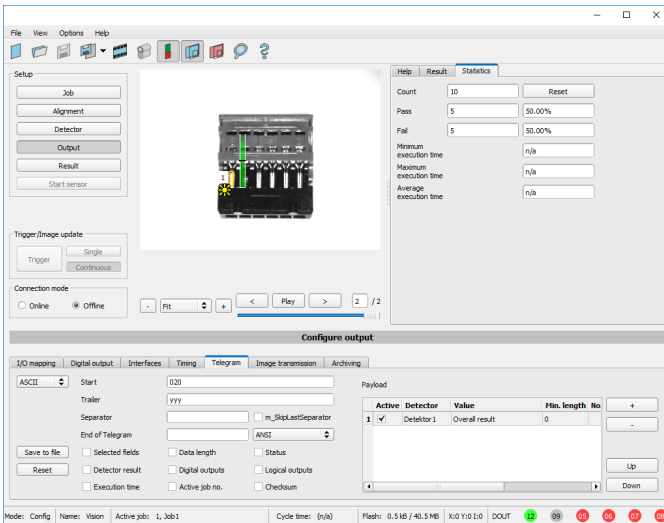 File View Options Help
Setup
Job
Alignment
Detector
Output
Result
Start sensor
Trigger/Image update
Trigger
Single
Continuous
Connection mode
Online Offline
1
- Fit + < Play > 2 /2
Help Result Statistics
Count 10 Reset
Pass 5 50.00%
Fail 5 50.00%
Minimum
execution time n/a
Maximum
execution time n/a
Average
execution time n/a
Configure output
I/O mapping Digital output Interfaces Timing Telegram Image transmission Archiving
ASCII Start 020
Trailer yyy
Separator m_SkipLastSeparator
End of Telegram ANSI
Save to file Selected fields Data length Status
Reset Detector result Digital outputs Logical outputs
Execution time Active job no. Checksum
Payload
Active Detector Value Min. length No.
1 Detektor1 Overall result 0
+
-
Up
Down
Mode: Config Name: Vision Active job: 1, Job1 Cycle time: (n/a) Flash: 0.5 kB / 40.5 MB X:0 Y:0 I:0 DOUT 12 09 05 06 07 08